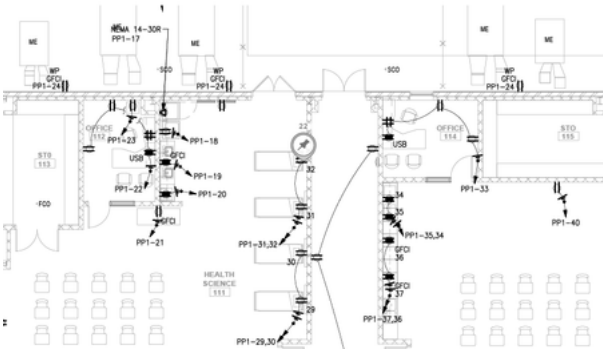 ME
ME
ME
ME
NEMA 14-30R
PP1-17
-SCO
-SCO
WP
GFCI
PP1-24
WP
GFCI
PP1-24
WP
GFCI
PP1-24
OFFICE
112
PP1-23
USB
GFCI
PP1-18
PP1-19
PP1-20
PP1-22
GFCI
PP1-21
STO
113
-FCO
22
32
31
PP1-31,32
30
29
PP1-29,30
HEALTH
SCIENCE
111
USB
OFFICE
114
STO
115
PP1-33
PP1-40
34
35
PP1-35,34
GFCI
36
GFCI
37
PP1-37,36